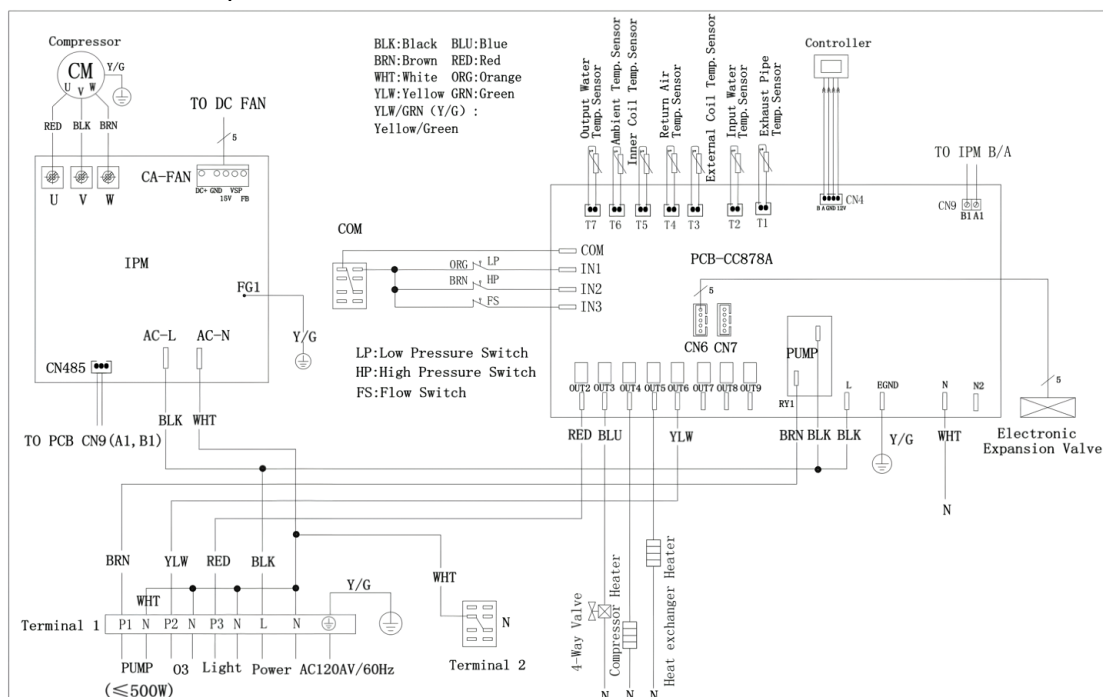 Compressor
CM
U V W
Y/G
RED BLK BRN
TO DC FAN
5
CA-FAN
DC+ GND VSP
15V FB
U V W
IPM
FG1
Y/G
AC-L AC-N
CN485
BLK WHT
TO PCB CN9(A1,B1)
BLK:Black BLU:Blue
BRN:Brown RED:Red
WHT:White ORG:Orange
YLW:Yellow GRN:Green
YLW/GRN (Y/G) :
Yellow/Green
COM
ORG LP
BRN HP
FS
LP:Low Pressure Switch
HP:High Pressure Switch
FS:Flow Switch
Output Water
Temp.Sensor
Ambient Temp.Sensor
Inner Coil Temp.Sensor
Return Air
Temp.Sensor
External Coil Temp.Sensor
Input Water
Temp.Sensor
Exhaust Pipe
Temp.Sensor
T7 T6 T5 T4 T3 T2 T1
Controller
B A GND 12V
CN4
TO IPM B/A
CN9
B1 A1
COM
IN1
IN2
IN3
PCB-CC878A
5
CN6 CN7
PUMP
RY1
OUT2 OUT3 OUT4 OUT5 OUT6 OUT7 OUT8 OUT9
L EGND N N2
RED BLU YLW BRN BLK BLK Y/G WHT
N
5
Electronic
Expansion Valve
BRN YLW RED BLK
WHT
WHT
Y/G
Terminal 1
P1 N P2 N P3 N L N
PUMP O3 Light Power AC120AV/60Hz
(≤500W)
N
Terminal 2
4-Way Valve
Compressor Heater
Heat exchanger Heater
N N N